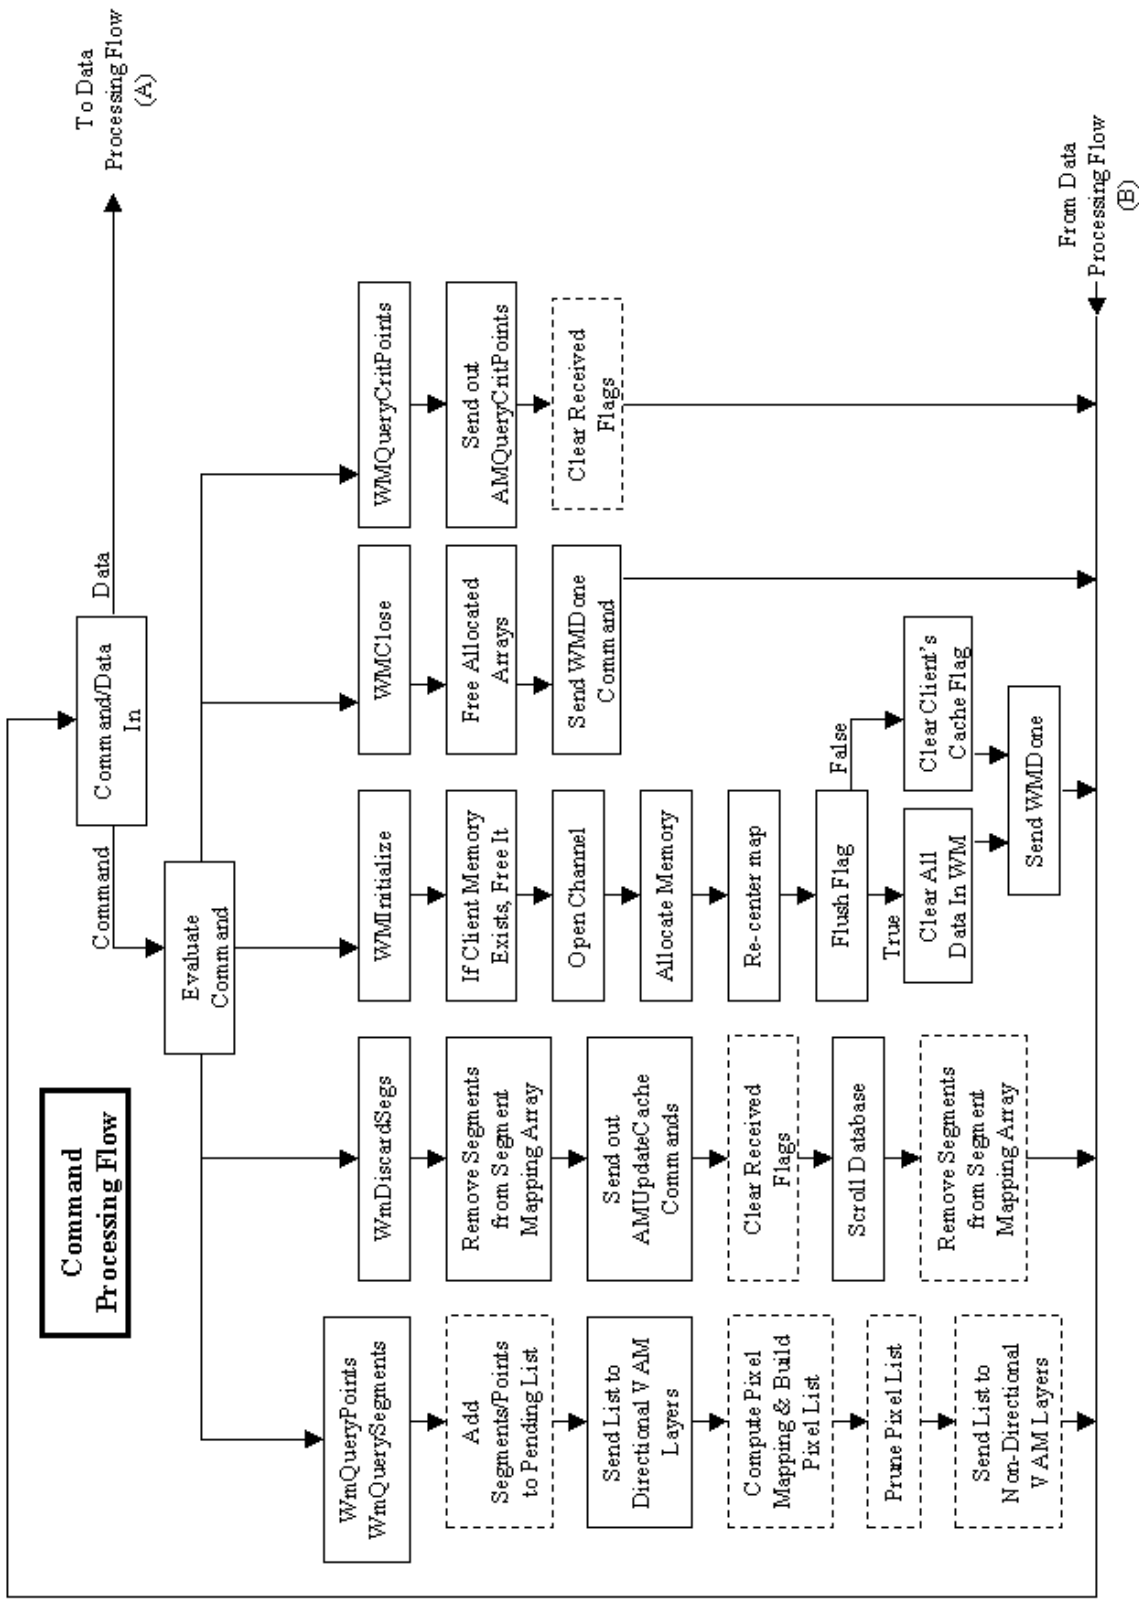 Command
Processing Flow
Command/Data
In
Command
Data
To Data
Processing Flow
(A)
Evaluate
Command
WmQueryPoints
WmQuerySegments
Add
Segments/Points
to Pending List
Send List to
Directional VAM
Layers
Compute Pixel
Mapping & Build
Pixel List
Prune Pixel List
Send List to
Non-Directional
VAM Layers
WmDiscardSegs
Remove Segments
from Segment
Mapping Array
Send out
AMUpdateCache
Commands
Clear Received
Flags
Scroll Database
Remove Segments
from Segment
Mapping Array
WMInitialize
If Client Memory
Exists, Free It
Open Channel
Allocate Memory
Re-center map
Flush Flag
True
False
Clear All
Data In WM
Clear Client's
Cache Flag
Send WMDone
WMClose
Free Allocated
Arrays
Send WMDone
Command
WMQueryCritPoints
Send out
AMQueryCritPoints
Clear Received
Flags
From Data
Processing Flow
(B)